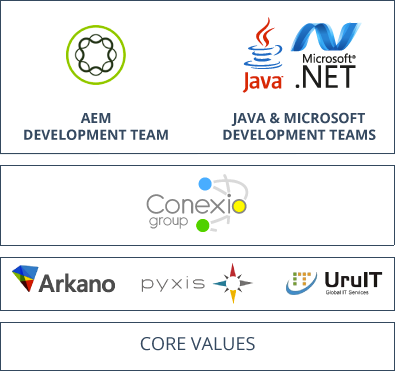 AEM
DEVELOPMENT TEAM
Java
Microsoft®
.NET
JAVA & MICROSOFT
DEVELOPMENT TEAMS
Conexio
group
Arkano
pyxis
UruIT
Global IT Services
CORE VALUES